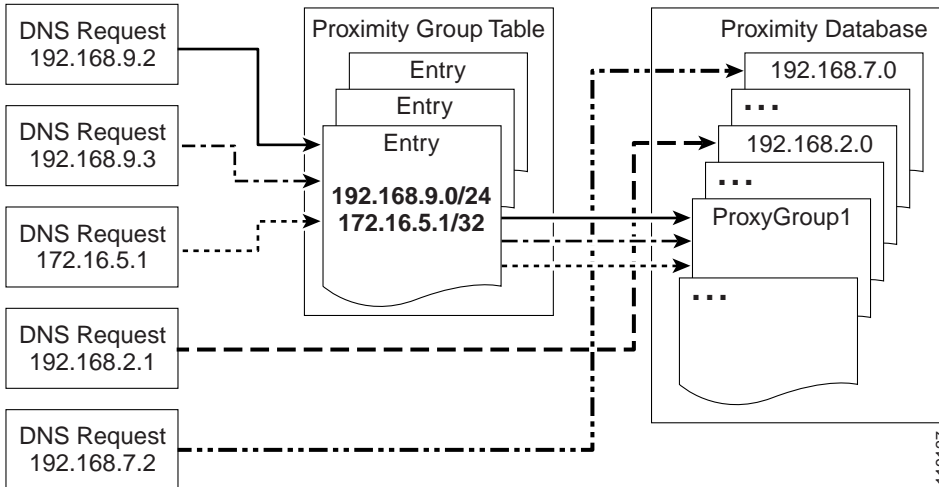 DNS Request
192.168.9.2
DNS Request
192.168.9.3
DNS Request
172.16.5.1
DNS Request
192.168.2.1
DNS Request
192.168.7.2
Proximity Group Table
Entry
Entry
Entry
192.168.9.0/24
172.16.5.1/32
Proximity Database
192.168.7.0
...
192.168.2.0
...
ProxyGroup1
...